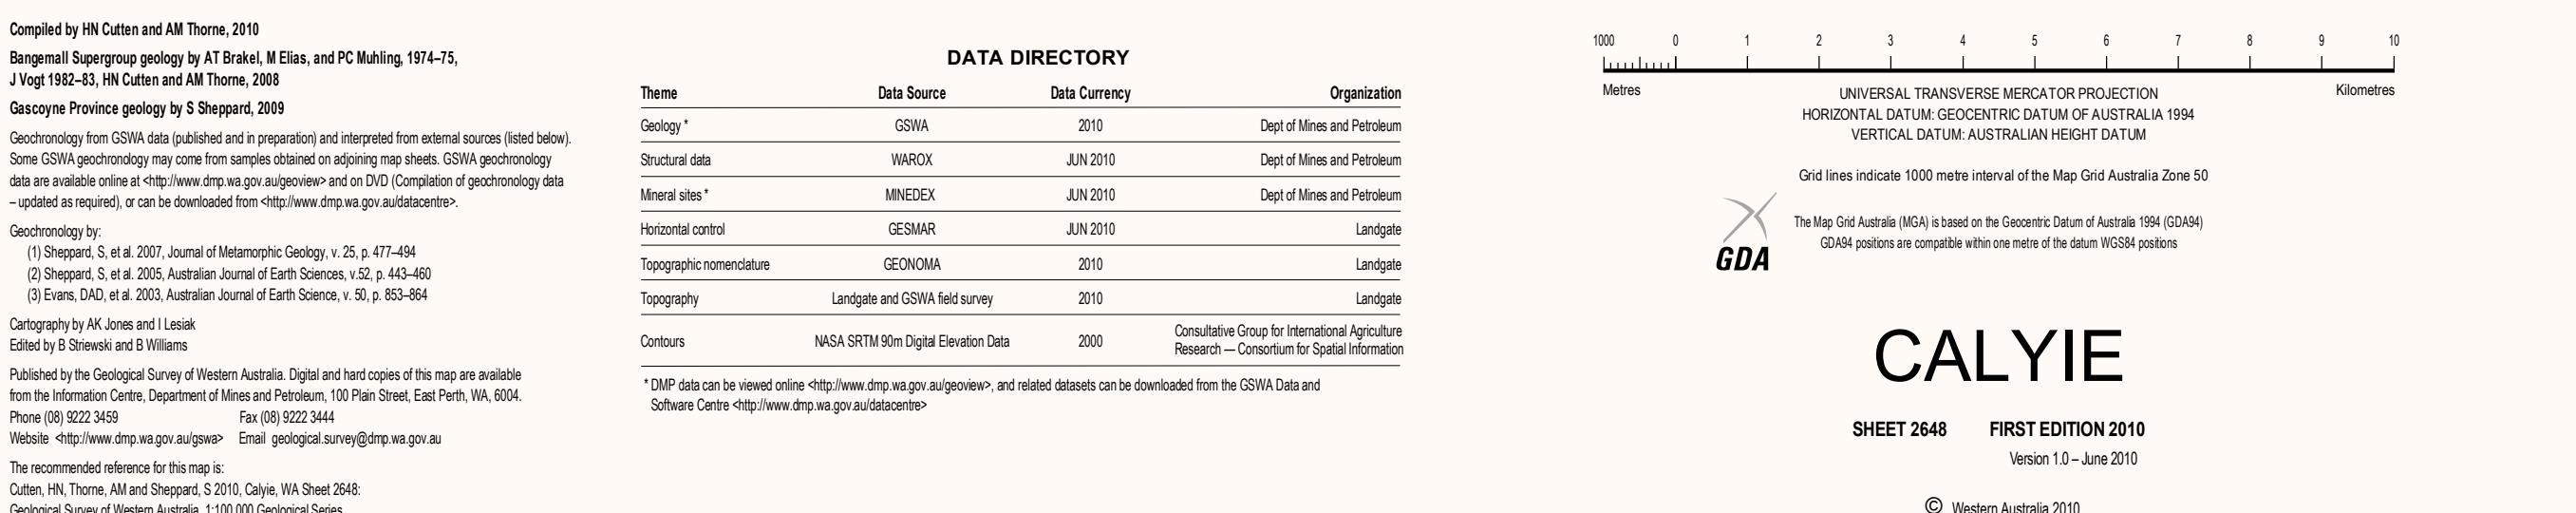 Compiled by HN Cutten and AM Thorne, 2010
Bangemall Supergroup geology by AT Brakel, M Elias, and PC Muhling, 1974–75,
J Vogt 1982–83, HN Cutten and AM Thorne, 2008
Gascoyne Province geology by S Sheppard, 2009
Geochronology from GSWA data (published and in preparation) and interpreted from external sources (listed below).
Some GSWA geochronology may come from samples obtained on adjoining map sheets. GSWA geochronology
data are available online at <http://www.dmp.wa.gov.au/geoview> and on DVD (Compilation of geochronology data
– updated as required), or can be downloaded from <http://www.dmp.wa.gov.au/datacentre>.
Geochronology by:
(1) Sheppard, S, et al. 2007, Journal of Metamorphic Geology, v. 25, p. 477–494
(2) Sheppard, S, et al. 2005, Australian Journal of Earth Sciences, v.52, p. 443–460
(3) Evans, DAD, et al. 2003, Australian Journal of Earth Science, v. 50, p. 853–864
Cartography by AK Jones and I Lesiak
Edited by B Striewski and B Williams
Published by the Geological Survey of Western Australia. Digital and hard copies of this map are available
from the Information Centre, Department of Mines and Petroleum, 100 Plain Street, East Perth, WA, 6004.
Phone (08) 9222 3459 Fax (08) 9222 3444
Website <http://www.dmp.wa.gov.au/gswa> Email geological.survey@dmp.wa.gov.au
The recommended reference for this map is:
Cutten, HN, Thorne, AM and Sheppard, S 2010, Calyie, WA Sheet 2648:
Geological Survey of Western Australia, 1:100 000 Geological Series
DATA DIRECTORY
Theme Data Source Data Currency Organization
Geology * GSWA 2010 Dept of Mines and Petroleum
Structural data WAROX JUN 2010 Dept of Mines and Petroleum
Mineral sites * MINEDEX JUN 2010 Dept of Mines and Petroleum
Horizontal control GESMAR JUN 2010 Landgate
Topographic nomenclature GEONOMA 2010 Landgate
Topography Landgate and GSWA field survey 2010 Landgate
Contours NASA SRTM 90m Digital Elevation Data 2000 Consultative Group for International Agriculture
Research — Consortium for Spatial Information
* DMP data can be viewed online <http://www.dmp.wa.gov.au/geoview>, and related datasets can be downloaded from the GSWA Data and
Software Centre <http://www.dmp.wa.gov.au/datacentre>
1000 0 1 2 3 4 5 6 7 8 9 10
Metres Kilometres
UNIVERSAL TRANSVERSE MERCATOR PROJECTION
HORIZONTAL DATUM: GEOCENTRIC DATUM OF AUSTRALIA 1994
VERTICAL DATUM: AUSTRALIAN HEIGHT DATUM
Grid lines indicate 1000 metre interval of the Map Grid Australia Zone 50
The Map Grid Australia (MGA) is based on the Geocentric Datum of Australia 1994 (GDA94)
GDA94 positions are compatible within one metre of the datum WGS84 positions
GDA
CALYIE
SHEET 2648 FIRST EDITION 2010
Version 1.0 – June 2010
© Western Australia 2010